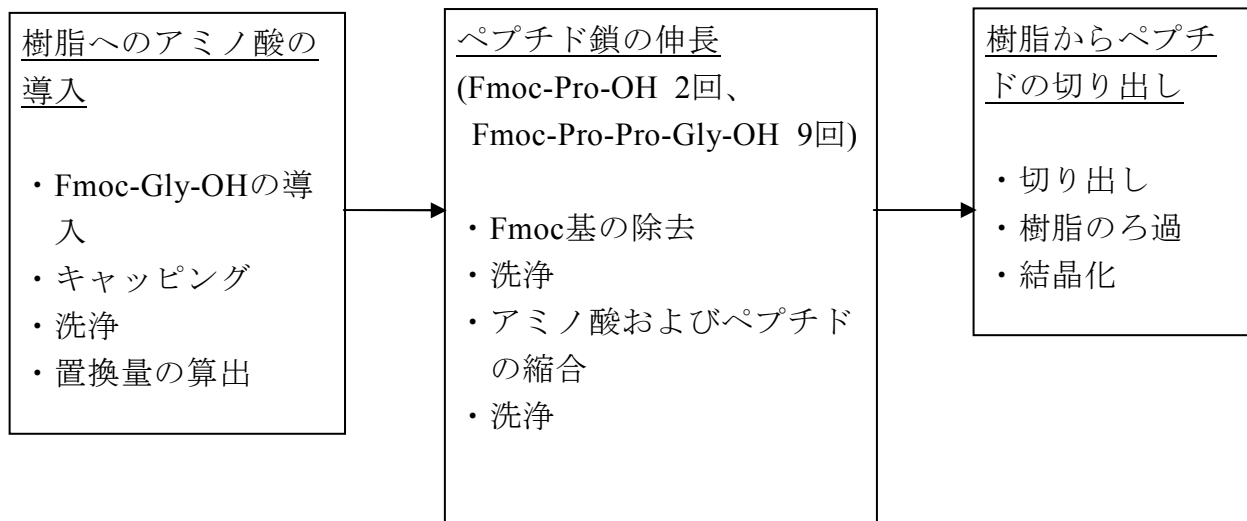 樹脂へのアミノ酸の
導入
・Fmoc-Gly-OHの導
入
・キャッピング
・洗浄
・置換量の算出
ペプチド鎖の伸長
(Fmoc-Pro-OH 2回、
Fmoc-Pro-Pro-Gly-OH 9回)
・Fmoc基の除去
・洗浄
・アミノ酸およびペプチド
の縮合
・洗浄
樹脂からペプチ
ドの切り出し
・切り出し
・樹脂のろ過
・結晶化